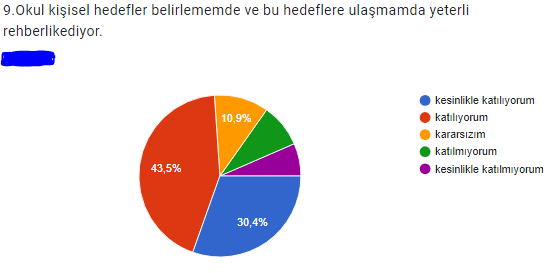 9.Okul kişisel hedefler belirlememde ve bu hedeflere ulaşmamda yeterli
rehberlikediyor.
kesinlikle katılıyorum
katılıyorum
kararsızım
katılmıyorum
kesinlikle katılmıyorum
10,9%
43,5%
30,4%